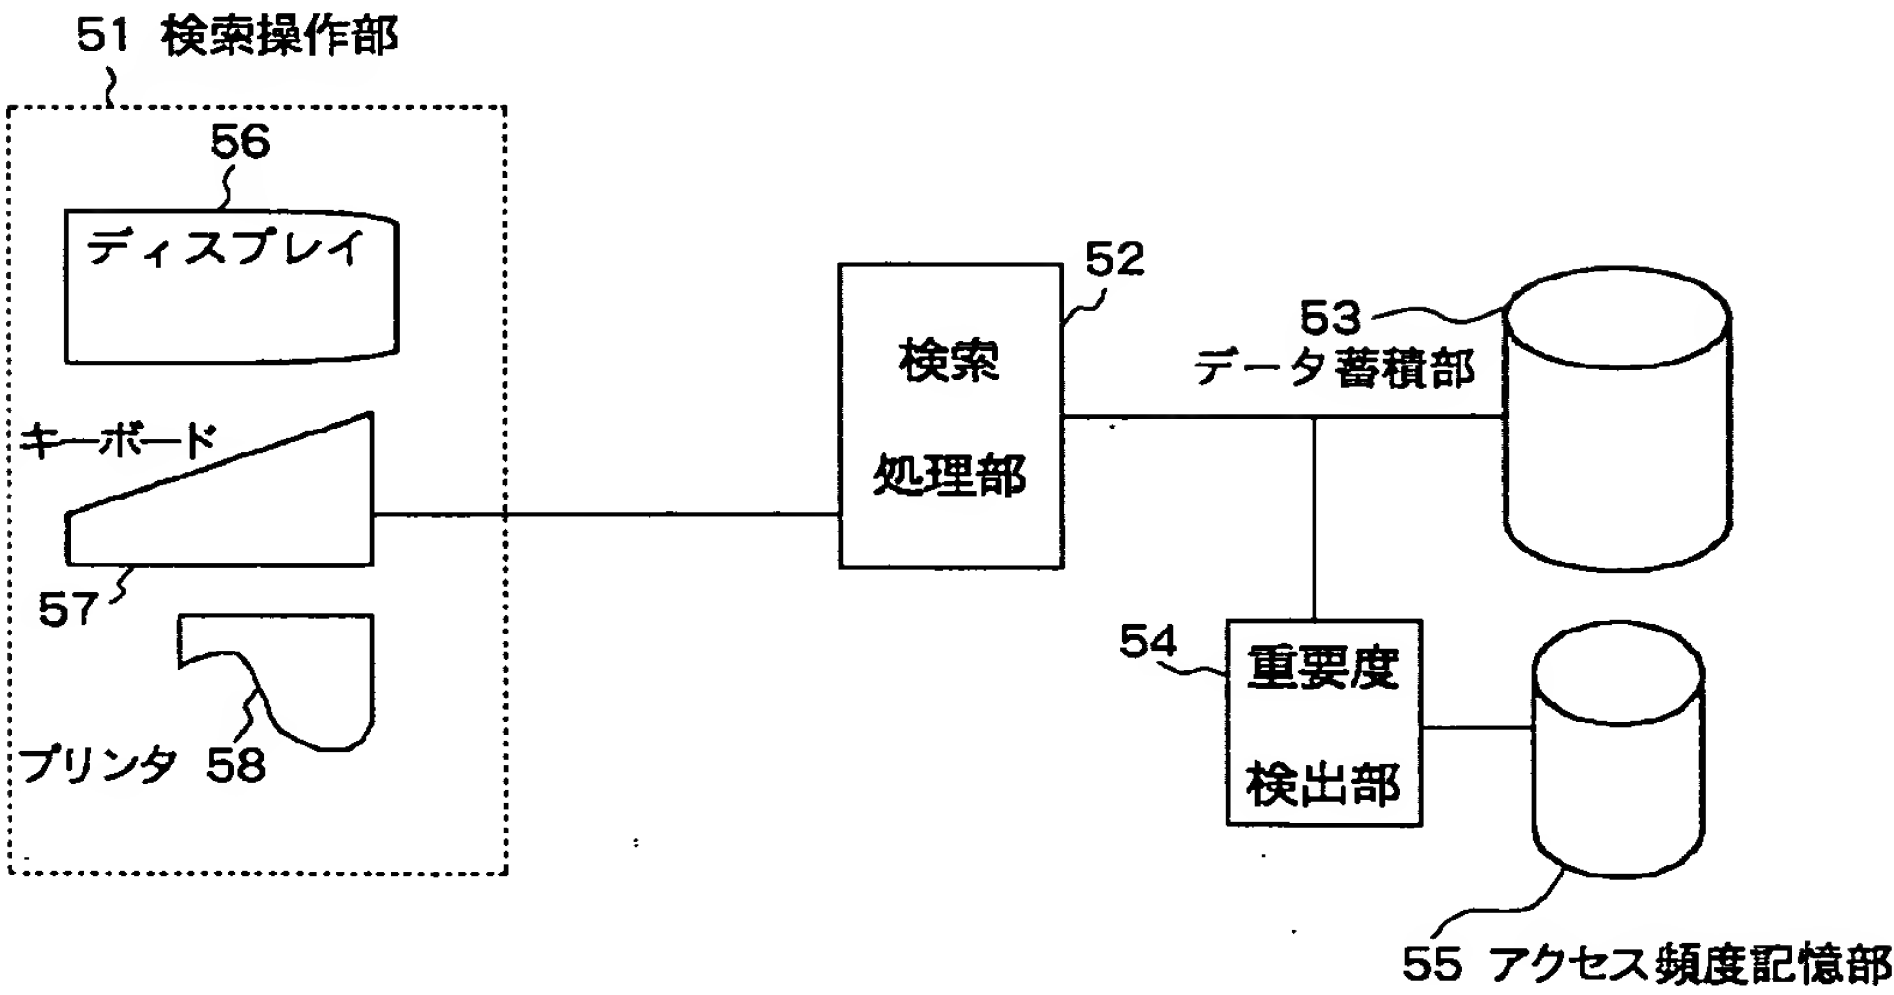 51 検索操作部
56
ディスプレイ
キーボード
57
プリンタ 58
52
検索
処理部
53
データ蓄積部
54
重要度
検出部
55 アクセス頻度記憶部